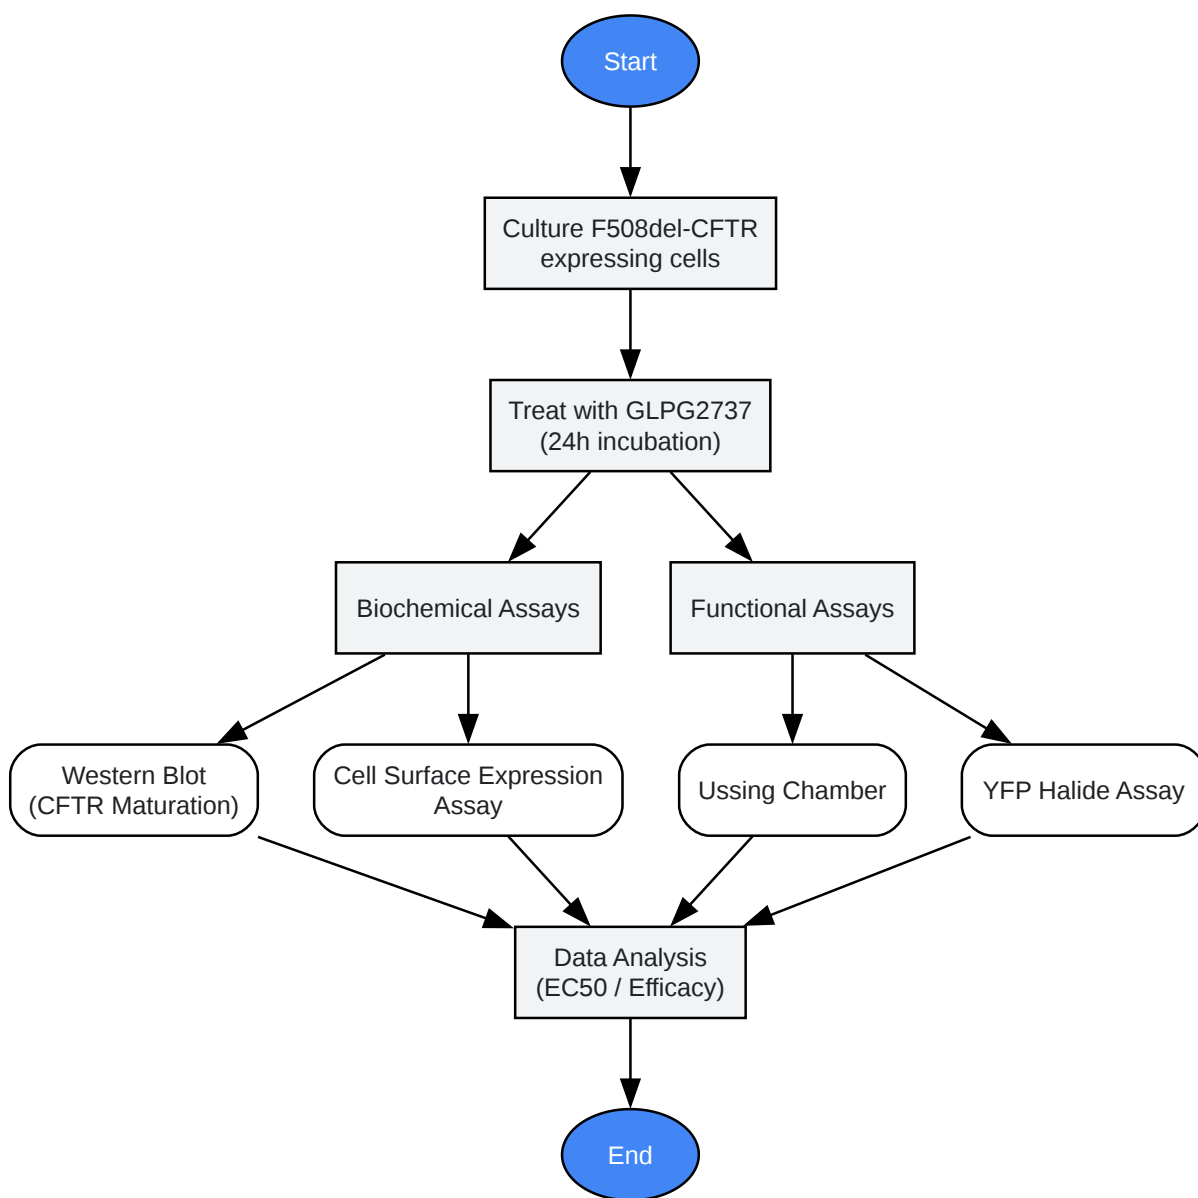 Start
Culture F508del-CFTR
expressing cells
Treat with GLPG2737
(24h incubation)
Biochemical Assays
Functional Assays
Western Blot
(CFTR Maturation)
Cell Surface Expression
Assay
Ussing Chamber
YFP Halide Assay
Data Analysis
(EC50 / Efficacy)
End